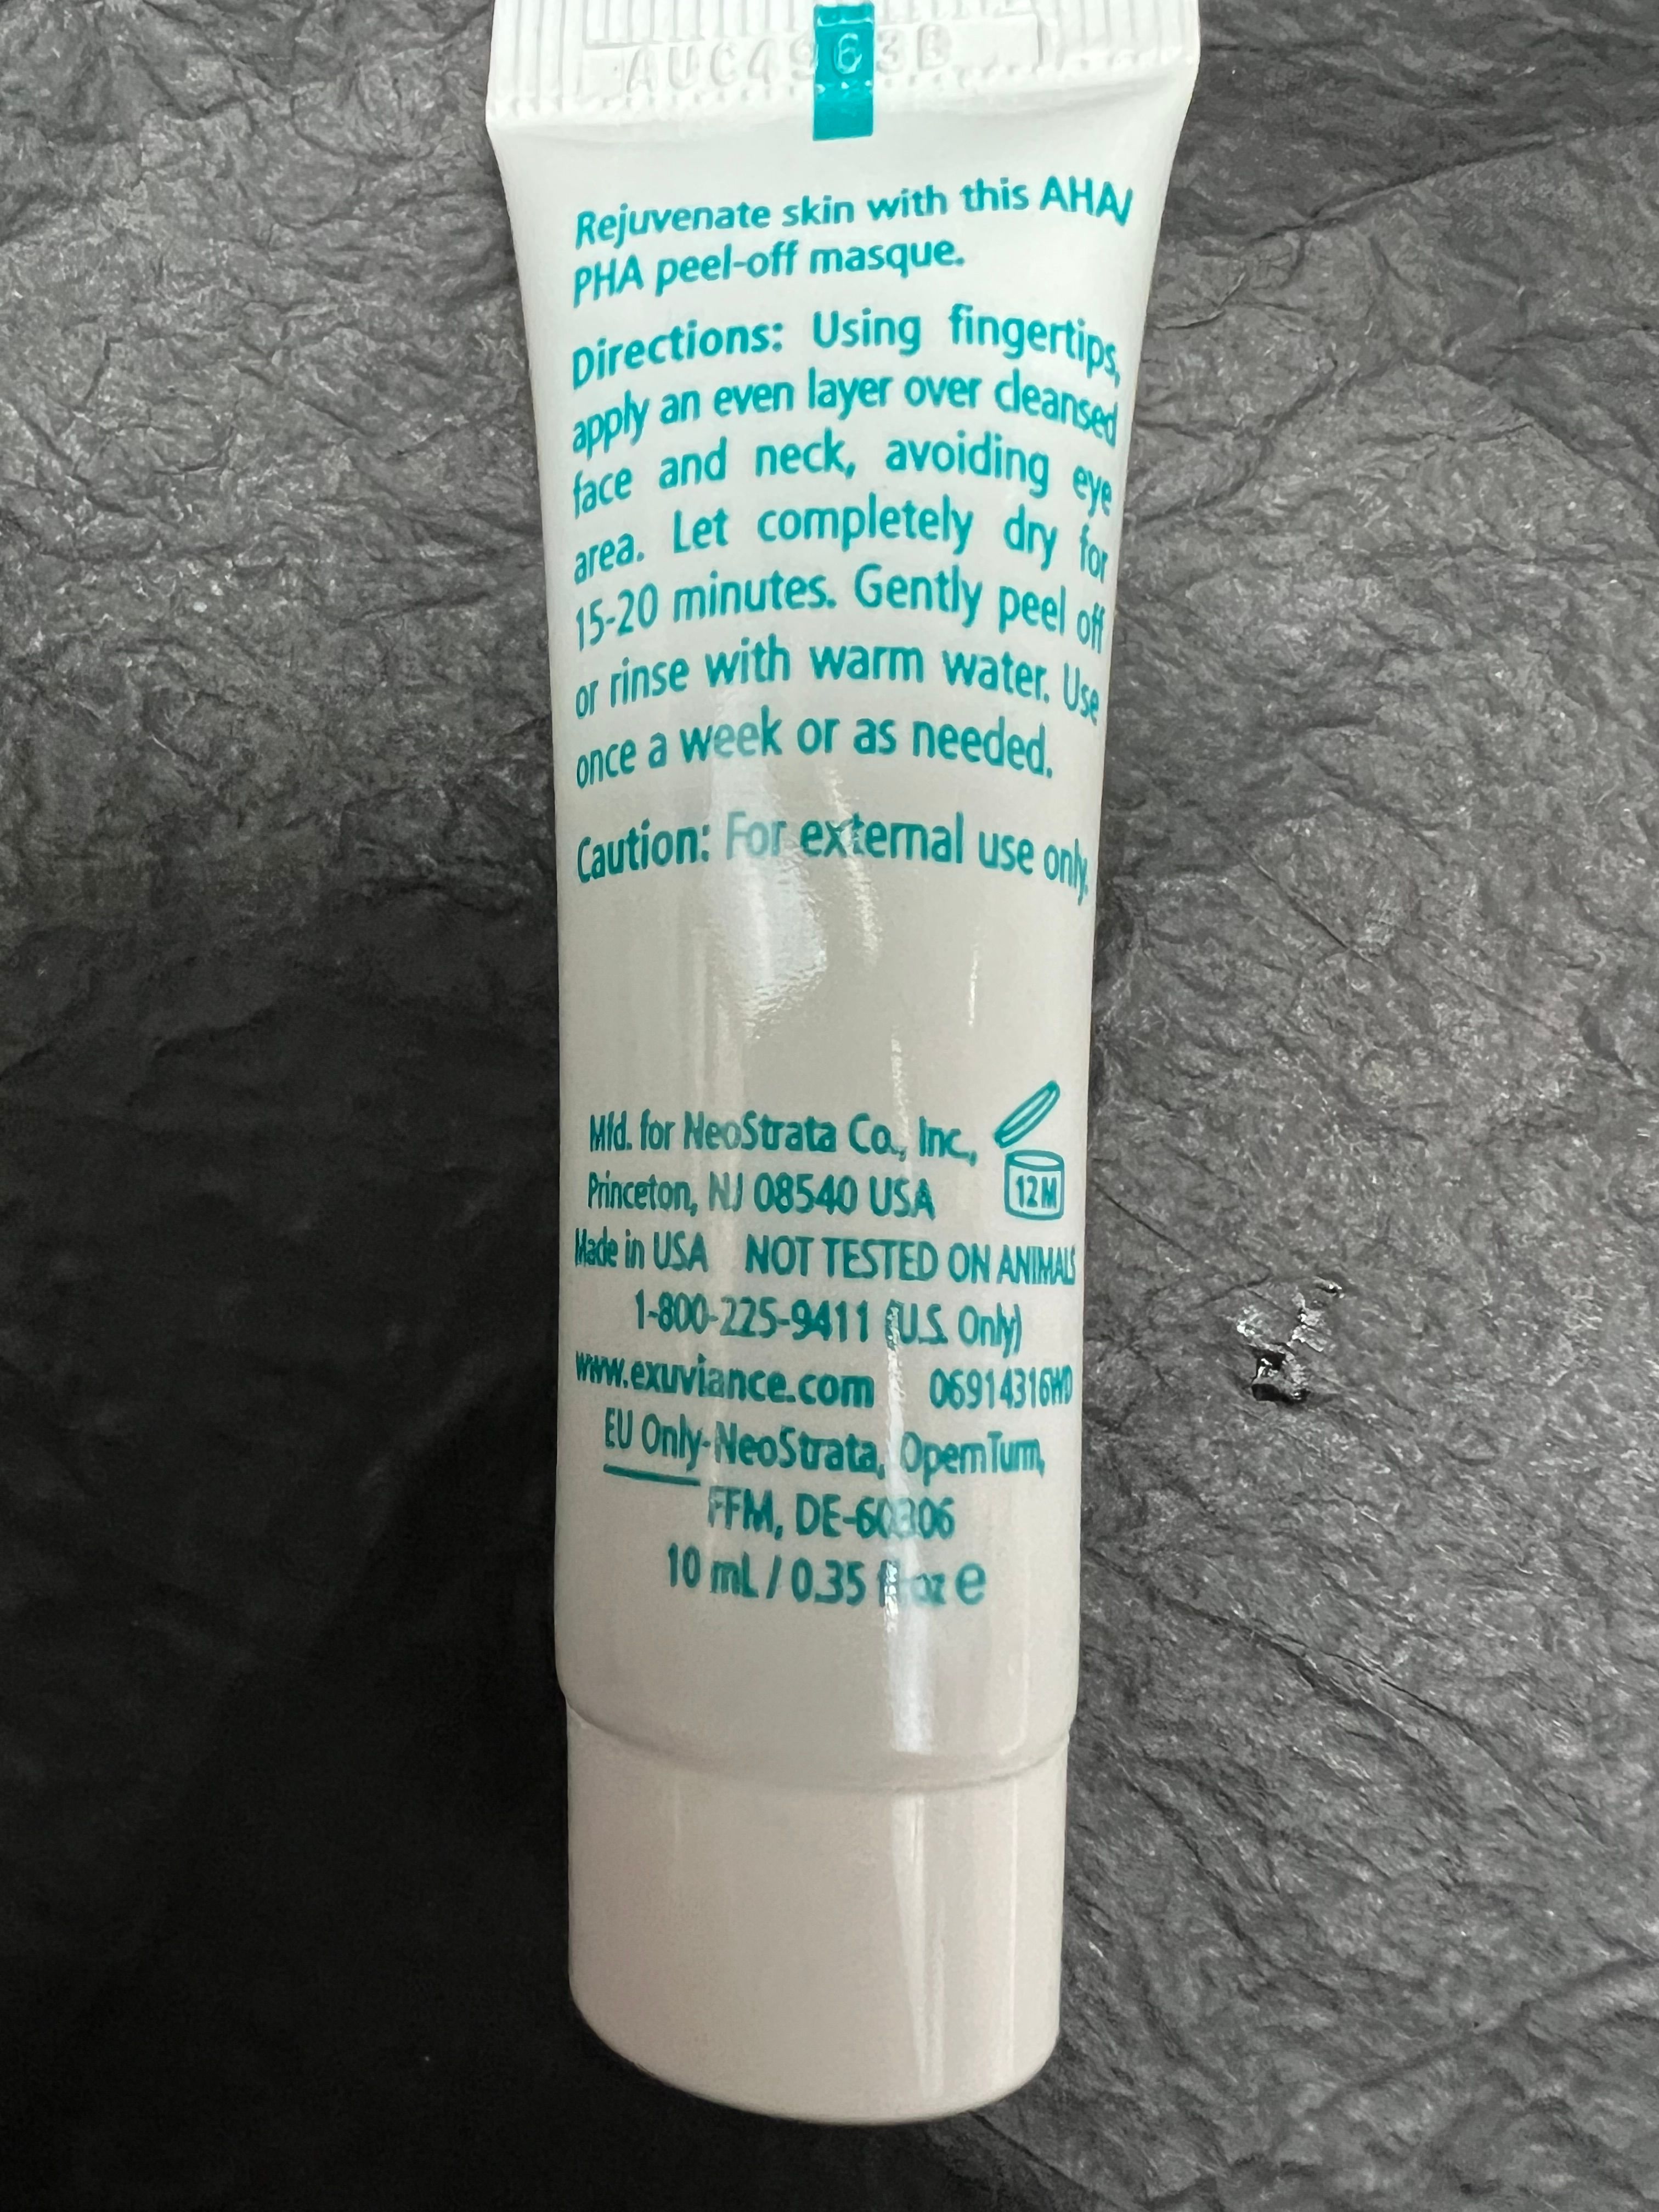 AUC4963B
Rejuvenate skin with this AHA/
PHA peel-off masque.
Directions: Using fingertips,
apply an even layer over cleansed
face and neck, avoiding eye
area. Let completely dry for
15-20 minutes. Gently peel off
or rinse with warm water. Use
once a week or as needed.
Caution: For external use only.
Mfd. for NeoStrata Co., Inc.,
Princeton, NJ 08540 USA
12M
Made in USA NOT TESTED ON ANIMALS
1-800-225-9411 (U.S. Only)
www.exuviance.com 06914316WD
EU Only-NeoStrata, OpernTurm,
FFM, DE-60306
10 mL / 0.35 fl oz e